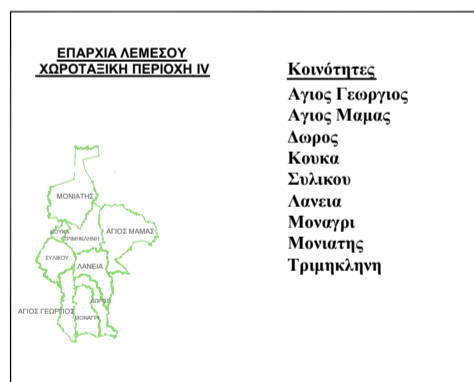 ΕΠΑΡΧΙΑ ΛΕΜΕΣΟΥ
ΧΩΡΟΤΑΞΙΚΗ ΠΕΡΙΟΧΗ IV
Κοινότητες
Αγιος Γεωργιος
Αγιος Μαμας
Δωρος
Κουκα
Συλικου
Λανεια
Μοναγρι
Μονιατης
Τριμηκληνη
ΜΟΝΙΑΤΗΣ
ΚΟΥΚΑ
ΤΡΙΜΗΚΛΗΝΗ
ΑΓΙΟΣ ΜΑΜΑΣ
ΣΥΛΙΚΟΥ
ΛΑΝΕΙΑ
ΔΩΡΟΣ
ΑΓΙΟΣ ΓΕΩΡΓΙΟΣ
ΜΟΝΑΓΡΙ